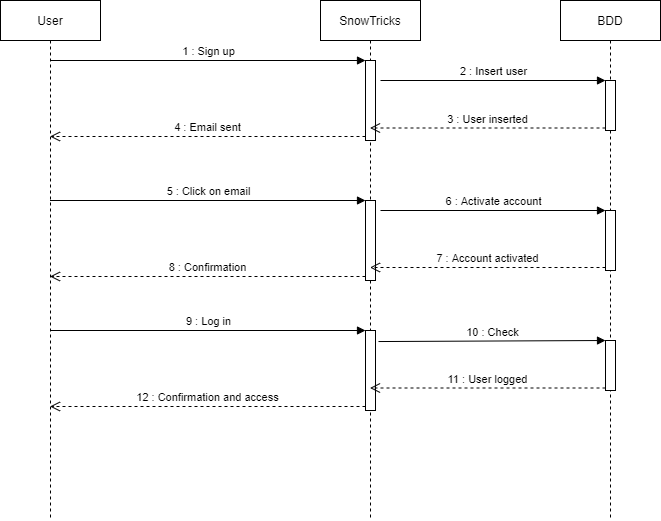 User
SnowTricks
BDD
1 : Sign up
2 : Insert user
3 : User inserted
4 : Email sent
5 : Click on email
6 : Activate account
7 : Account activated
8 : Confirmation
9 : Log in
10 : Check
11 : User logged
12 : Confirmation and access